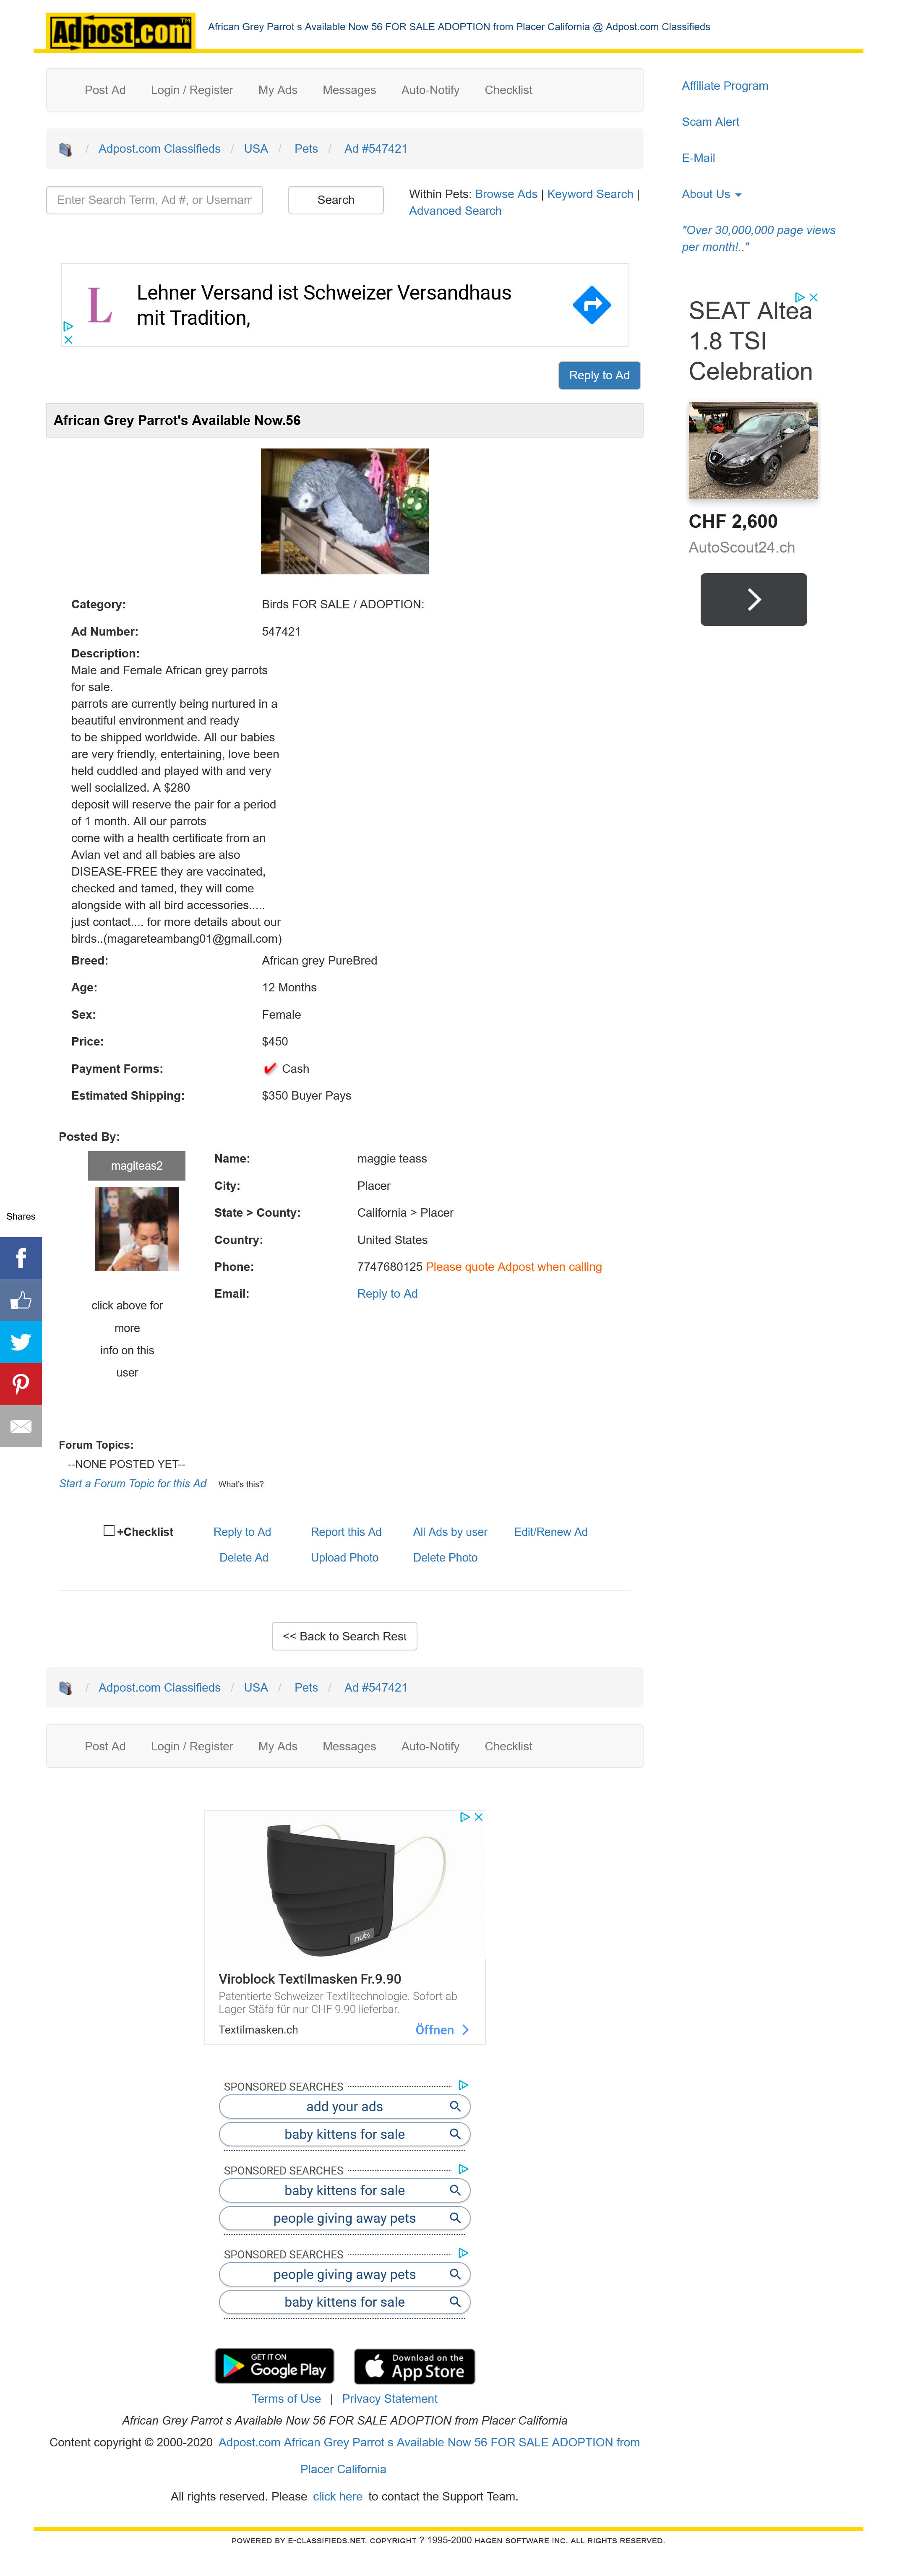 Adpost.com™
African Grey Parrot s Available Now 56 FOR SALE ADOPTION from Placer California @ Adpost.com Classifieds
Post Ad Login / Register My Ads Messages Auto-Notify Checklist
/ Adpost.com Classifieds / USA / Pets / Ad #547421
Enter Search Term, Ad #, or Usernam
Search
Within Pets: Browse Ads | Keyword Search |
Advanced Search
Affiliate Program
Scam Alert
E-Mail
About Us
"Over 30,000,000 page views
per month!.."
L
Lehner Versand ist Schweizer Versandhaus
mit Tradition,
SEAT Altea
1.8 TSI
Celebration
CHF 2,600
AutoScout24.ch
Reply to Ad
African Grey Parrot's Available Now.56
Category: Birds FOR SALE / ADOPTION:
Ad Number: 547421
Description:
Male and Female African grey parrots
for sale.
parrots are currently being nurtured in a
beautiful environment and ready
to be shipped worldwide. All our babies
are very friendly, entertaining, love been
held cuddled and played with and very
well socialized. A $280
deposit will reserve the pair for a period
of 1 month. All our parrots
come with a health certificate from an
Avian vet and all babies are also
DISEASE-FREE they are vaccinated,
checked and tamed, they will come
alongside with all bird accessories.....
just contact.... for more details about our
birds..(magareteambang01@gmail.com)
Breed: African grey PureBred
Age: 12 Months
Sex: Female
Price: $450
Payment Forms: Cash
Estimated Shipping: $350 Buyer Pays
Posted By:
magiteas2
click above for
more
info on this
user
Name: maggie teass
City: Placer
State > County: California > Placer
Country: United States
Phone: 7747680125 Please quote Adpost when calling
Email: Reply to Ad
Shares
Forum Topics:
--NONE POSTED YET--
Start a Forum Topic for this Ad What's this?
+Checklist Reply to Ad Report this Ad All Ads by user Edit/Renew Ad
Delete Ad Upload Photo Delete Photo
<< Back to Search Resu
/ Adpost.com Classifieds / USA / Pets / Ad #547421
Post Ad Login / Register My Ads Messages Auto-Notify Checklist
nuts
Viroblock Textilmasken Fr.9.90
Patentierte Schweizer Textiltechnologie. Sofort ab
Lager Stäfa für nur CHF 9.90 lieferbar.
Textilmasken.ch Öffnen
SPONSORED SEARCHES
add your ads
baby kittens for sale
SPONSORED SEARCHES
baby kittens for sale
people giving away pets
SPONSORED SEARCHES
people giving away pets
baby kittens for sale
GET IT ON
Google Play
Download on the
App Store
Terms of Use | Privacy Statement
African Grey Parrot s Available Now 56 FOR SALE ADOPTION from Placer California
Content copyright © 2000-2020 Adpost.com African Grey Parrot s Available Now 56 FOR SALE ADOPTION from
Placer California
All rights reserved. Please click here to contact the Support Team.
POWERED BY E-CLASSIFIEDS.NET. COPYRIGHT ? 1995-2000 HAGEN SOFTWARE INC. ALL RIGHTS RESERVED.